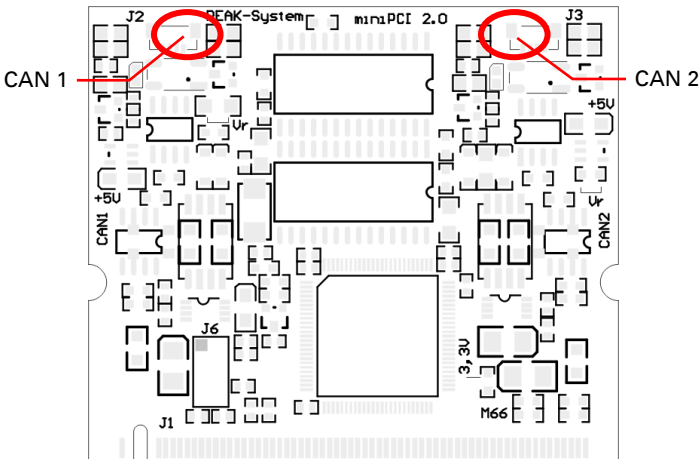 J2
PEAK-System
miniPCI 2.0
J3
CAN 1
CAN 2
+5V
Vr
+5V
Vr
CAN1
CAN2
J6
3,3V
J1
M66